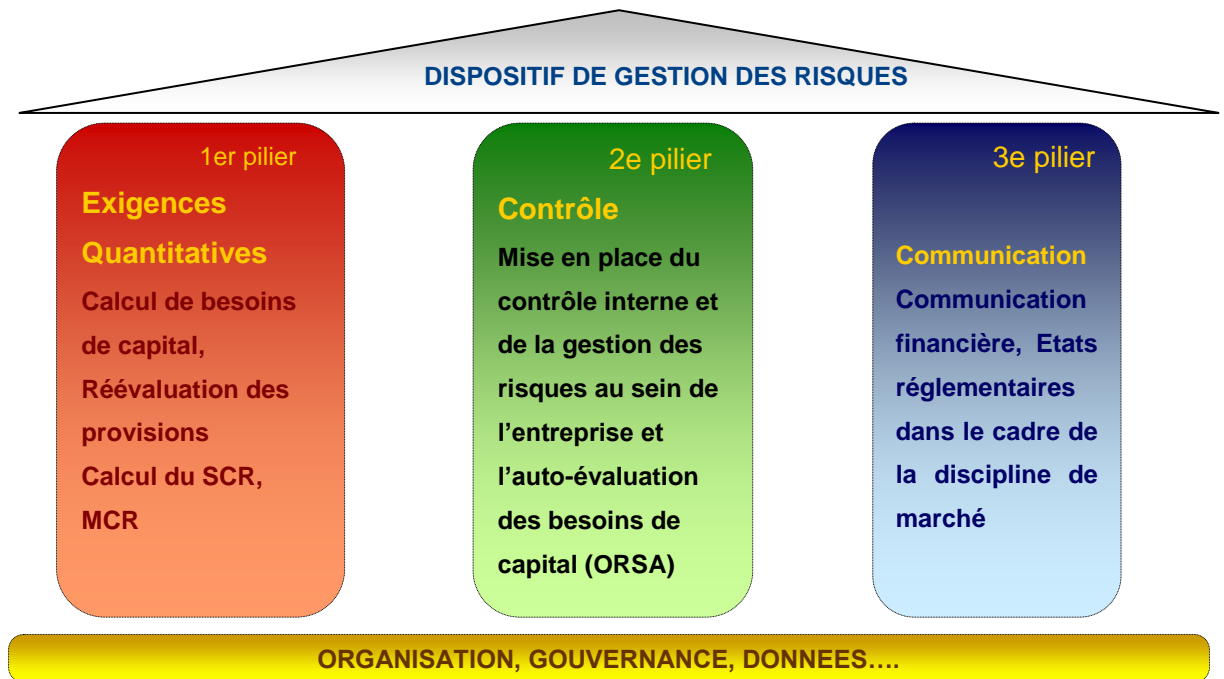 DISPOSITIF DE GESTION DES RISQUES
1er pilier
Exigences
Quantitatives
Calcul de besoins
de capital,
Réévaluation des
provisions
Calcul du SCR,
MCR
2e pilier
Contrôle
Mise en place du
contrôle interne et
de la gestion des
risques au sein de
l’entreprise et
l’auto-évaluation
des besoins de
capital (ORSA)
3e pilier
Communication
Communication
financière, Etats
réglementaires
dans le cadre de
la discipline de
marché
ORGANISATION, GOUVERNANCE, DONNEES….